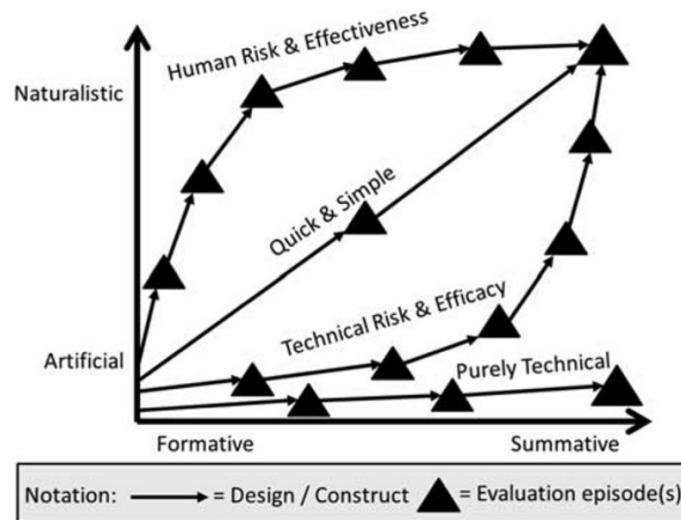 Human Risk & Effectiveness
Naturalistic
Quick & Simple
Technical Risk & Efficacy
Artificial
Purely Technical
Formative
Summative
Notation:
= Design / Construct
= Evaluation episode(s)